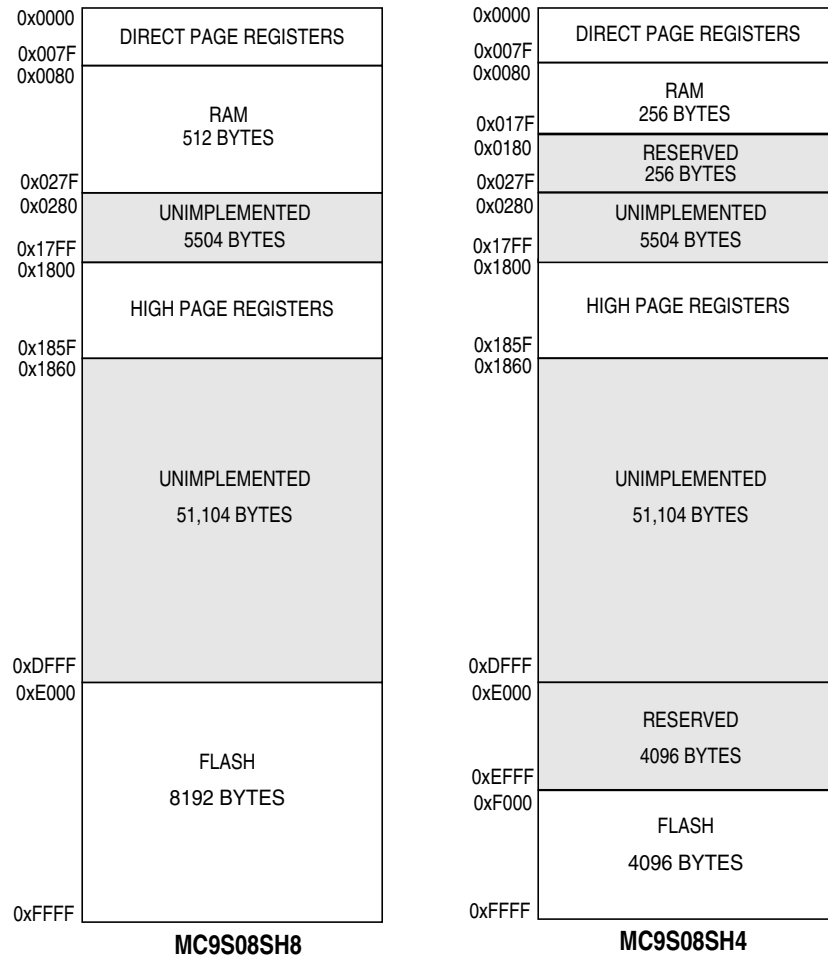 0x0000
DIRECT PAGE REGISTERS
0x007F
0x0080
RAM
512 BYTES
0x027F
0x0280
UNIMPLEMENTED
5504 BYTES
0x17FF
0x1800
HIGH PAGE REGISTERS
0x185F
0x1860
UNIMPLEMENTED
51,104 BYTES
0xDFFF
0xE000
FLASH
8192 BYTES
0xFFFF
MC9S08SH8
0x0000
DIRECT PAGE REGISTERS
0x007F
0x0080
RAM
256 BYTES
0x017F
0x0180
RESERVED
256 BYTES
0x027F
0x0280
UNIMPLEMENTED
5504 BYTES
0x17FF
0x1800
HIGH PAGE REGISTERS
0x185F
0x1860
UNIMPLEMENTED
51,104 BYTES
0xDFFF
0xE000
RESERVED
4096 BYTES
0xEFFF
0xF000
FLASH
4096 BYTES
0xFFFF
MC9S08SH4